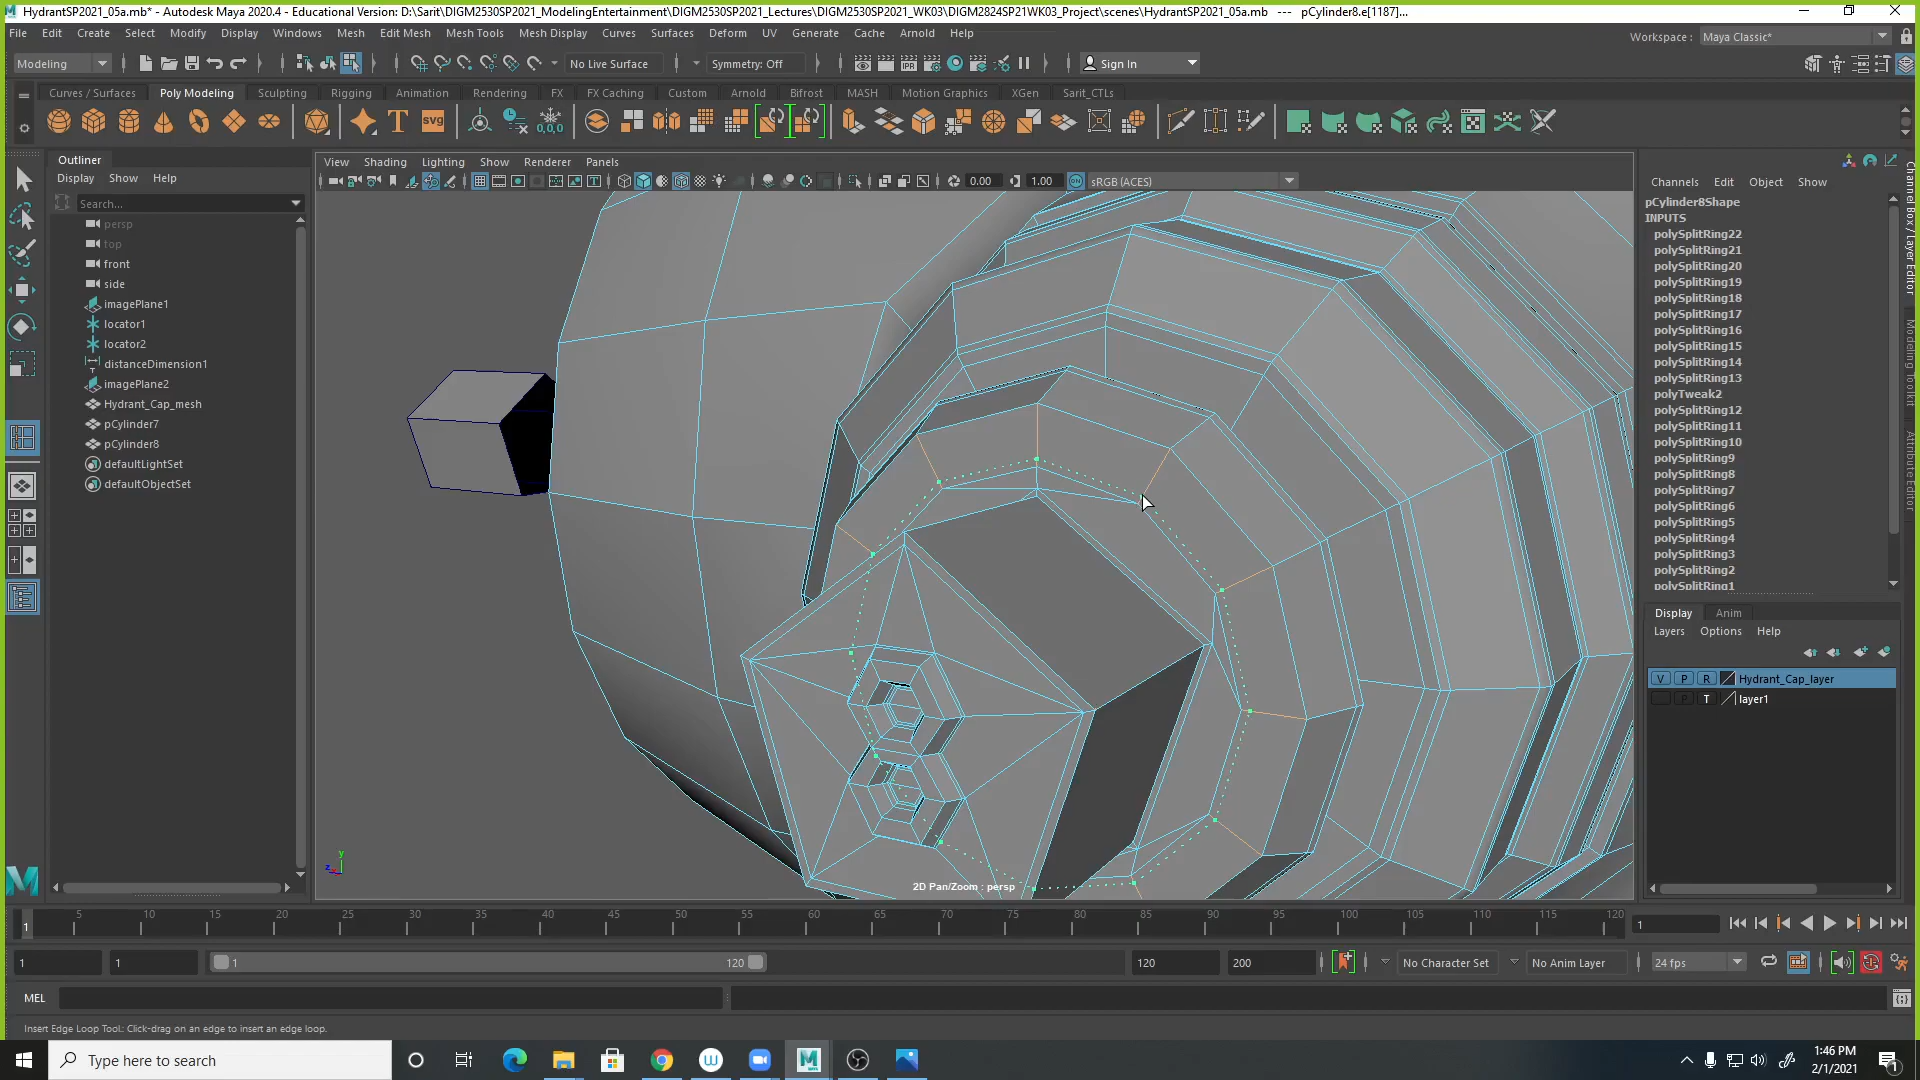 HydrantSP2021_05a.mb* - Autodesk Maya 2020.4 - Educational Version: D:\Sarit\DIGM2530SP2021_ModelingEntertainment\DIGM2530SP2021_Lectures\DIGM2530SP2021_WK03\DIGM2824SP21WK03_Project\scenes\HydrantSP2021_05a.mb --- pCylinder8.e[1187]...
File Edit Create Select Modify Display Windows Mesh Edit Mesh Mesh Tools Mesh Display Curves Surfaces Deform UV Generate Cache Arnold Help
Workspace : Maya Classic*
Modeling No Live Surface Symmetry: Off Sign In
Curves / Surfaces Poly Modeling Sculpting Rigging Animation Rendering FX FX Caching Custom Arnold Bifrost MASH Motion Graphics XGen Sarit_CTLs
Outliner
Display Show Help
Search...
persp
top
front
side
imagePlane1
locator1
locator2
distanceDimension1
imagePlane2
Hydrant_Cap_mesh
pCylinder7
pCylinder8
defaultLightSet
defaultObjectSet
View Shading Lighting Show Renderer Panels
0.00 1.00 sRGB (ACES)
2D Pan/Zoom : persp
Channels Edit Object Show
pCylinder8Shape
INPUTS
polySplitRing22
polySplitRing21
polySplitRing20
polySplitRing19
polySplitRing18
polySplitRing17
polySplitRing16
polySplitRing15
polySplitRing14
polySplitRing13
polyTweak2
polySplitRing12
polySplitRing11
polySplitRing10
polySplitRing9
polySplitRing8
polySplitRing7
polySplitRing6
polySplitRing5
polySplitRing4
polySplitRing3
polySplitRing2
polySplitRing1
Channel Box / Layer Editor
Modeling Toolkit
Attribute Editor
Display Anim
Layers Options Help
V P R Hydrant_Cap_layer
P T layer1
1 5 10 15 20 25 30 35 40 45 50 55 60 65 70 75 80 85 90 95 100 105 110 115 120
1
1 1 1 120 120 200 No Character Set No Anim Layer 24 fps
MEL
Insert Edge Loop Tool: Click-drag on an edge to insert an edge loop.
Type here to search
1:46 PM
2/1/2021